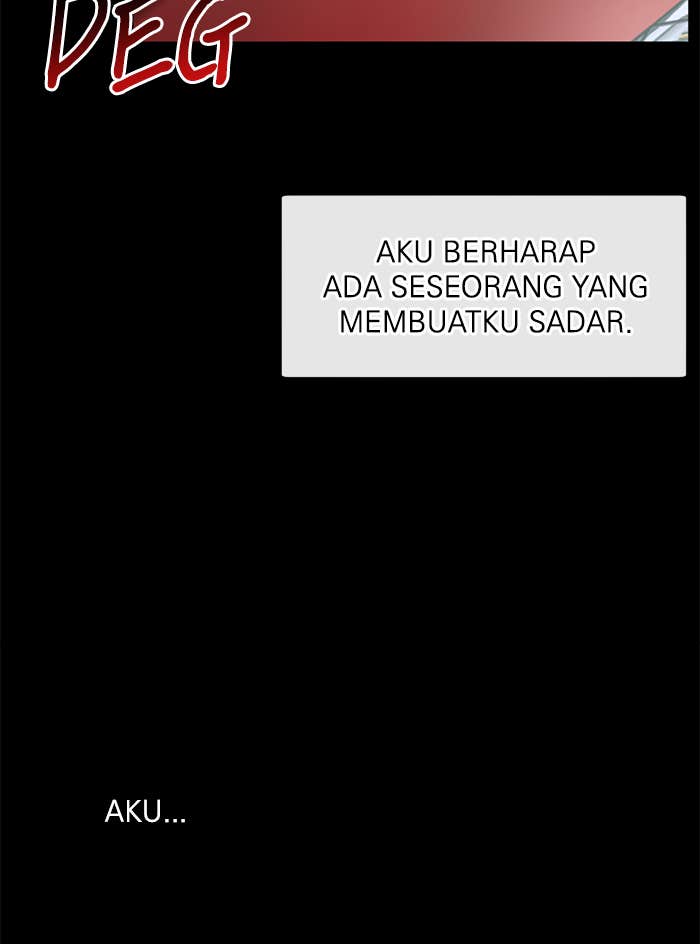 DEG
AKU BERHARAP
ADA SESEORANG YANG
MEMBUATKU SADAR.
AKU...